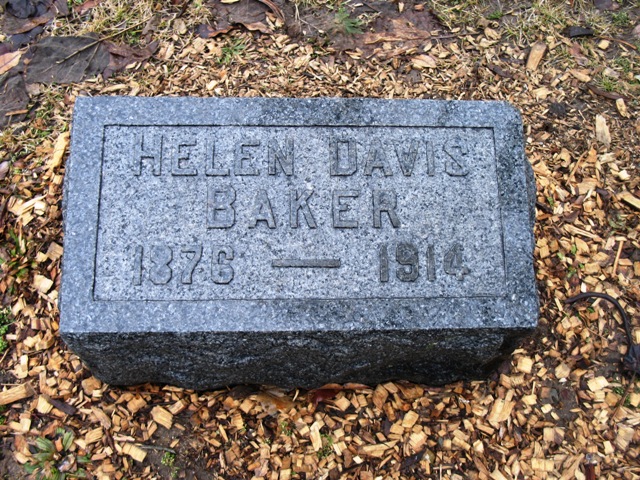 HELEN DAVIS
BAKER
1876 — 1914